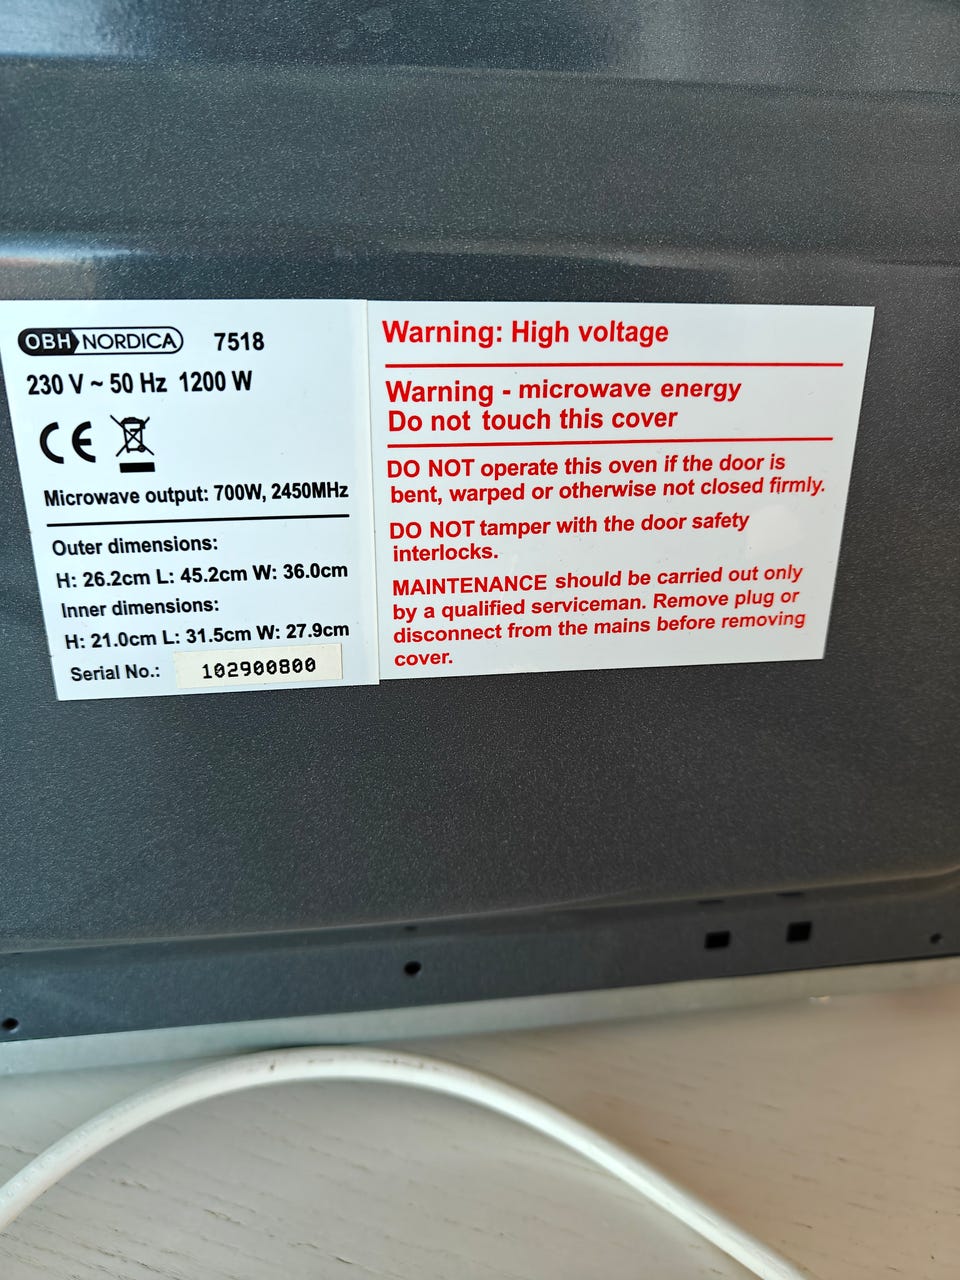 OBH NORDICA 7518
230 V ~ 50 Hz 1200 W
CE
Microwave output: 700W, 2450MHz
Outer dimensions:
H: 26.2cm L: 45.2cm W: 36.0cm
Inner dimensions:
H: 21.0cm L: 31.5cm W: 27.9cm
Serial No.: 102900800
Warning: High voltage
Warning - microwave energy
Do not touch this cover
DO NOT operate this oven if the door is
bent, warped or otherwise not closed firmly.
DO NOT tamper with the door safety
interlocks.
MAINTENANCE should be carried out only
by a qualified serviceman. Remove plug or
disconnect from the mains before removing
cover.